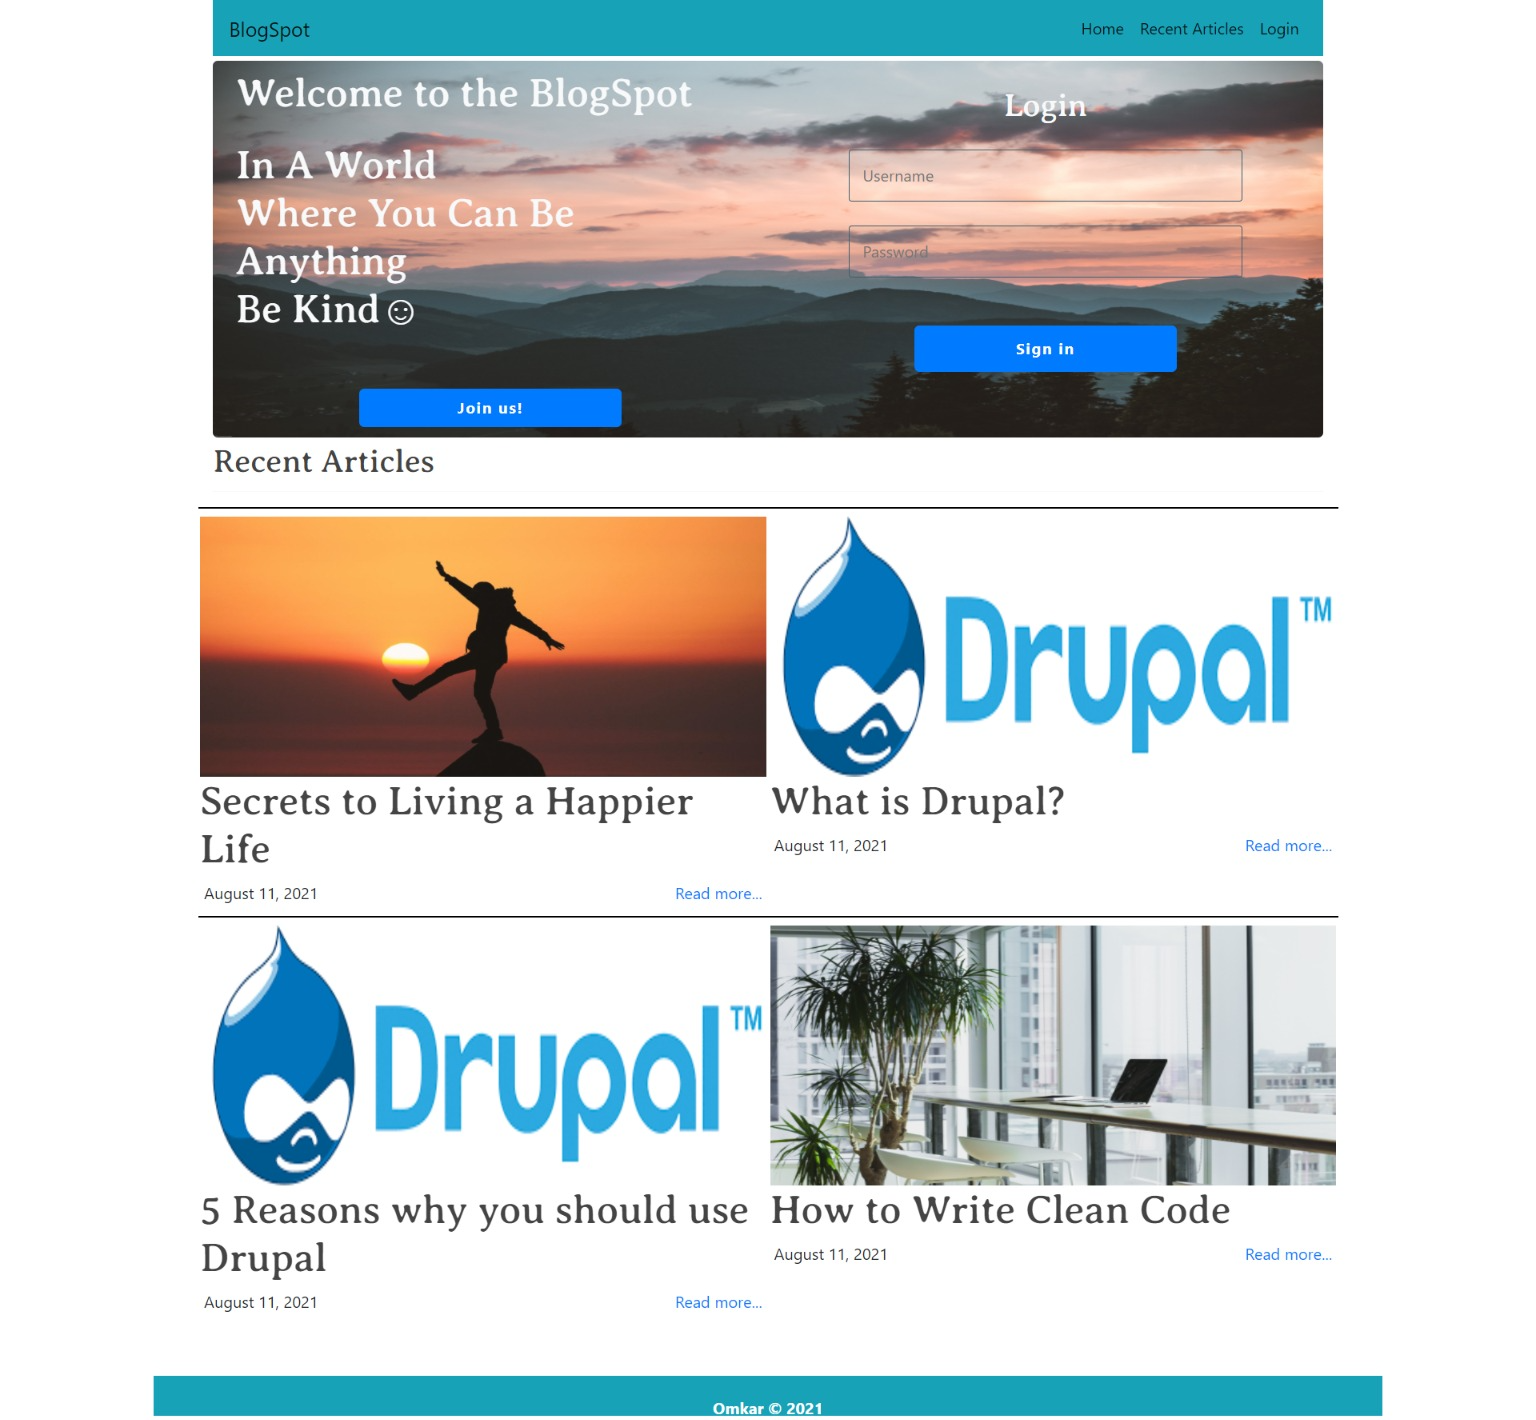 BlogSpot
Home Recent Articles Login
Welcome to the BlogSpot
In A World
Where You Can Be
Anything
Be Kind☺
Join us!
Login
Username
Password
Sign in
Recent Articles
Drupal™
Secrets to Living a Happier
Life
August 11, 2021 Read more...
What is Drupal?
August 11, 2021 Read more...
Drupal™
5 Reasons why you should use
Drupal
August 11, 2021 Read more...
How to Write Clean Code
August 11, 2021 Read more...
Omkar © 2021